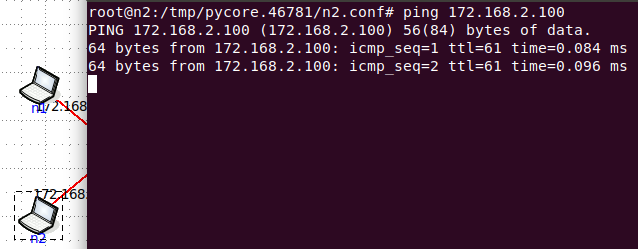 root@n2:/tmp/pycore.46781/n2.conf# ping 172.168.2.100
PING 172.168.2.100 (172.168.2.100) 56(84) bytes of data.
64 bytes from 172.168.2.100: icmp_seq=1 ttl=61 time=0.084 ms
64 bytes from 172.168.2.100: icmp_seq=2 ttl=61 time=0.096 ms
172.168
n1
172.168
n2